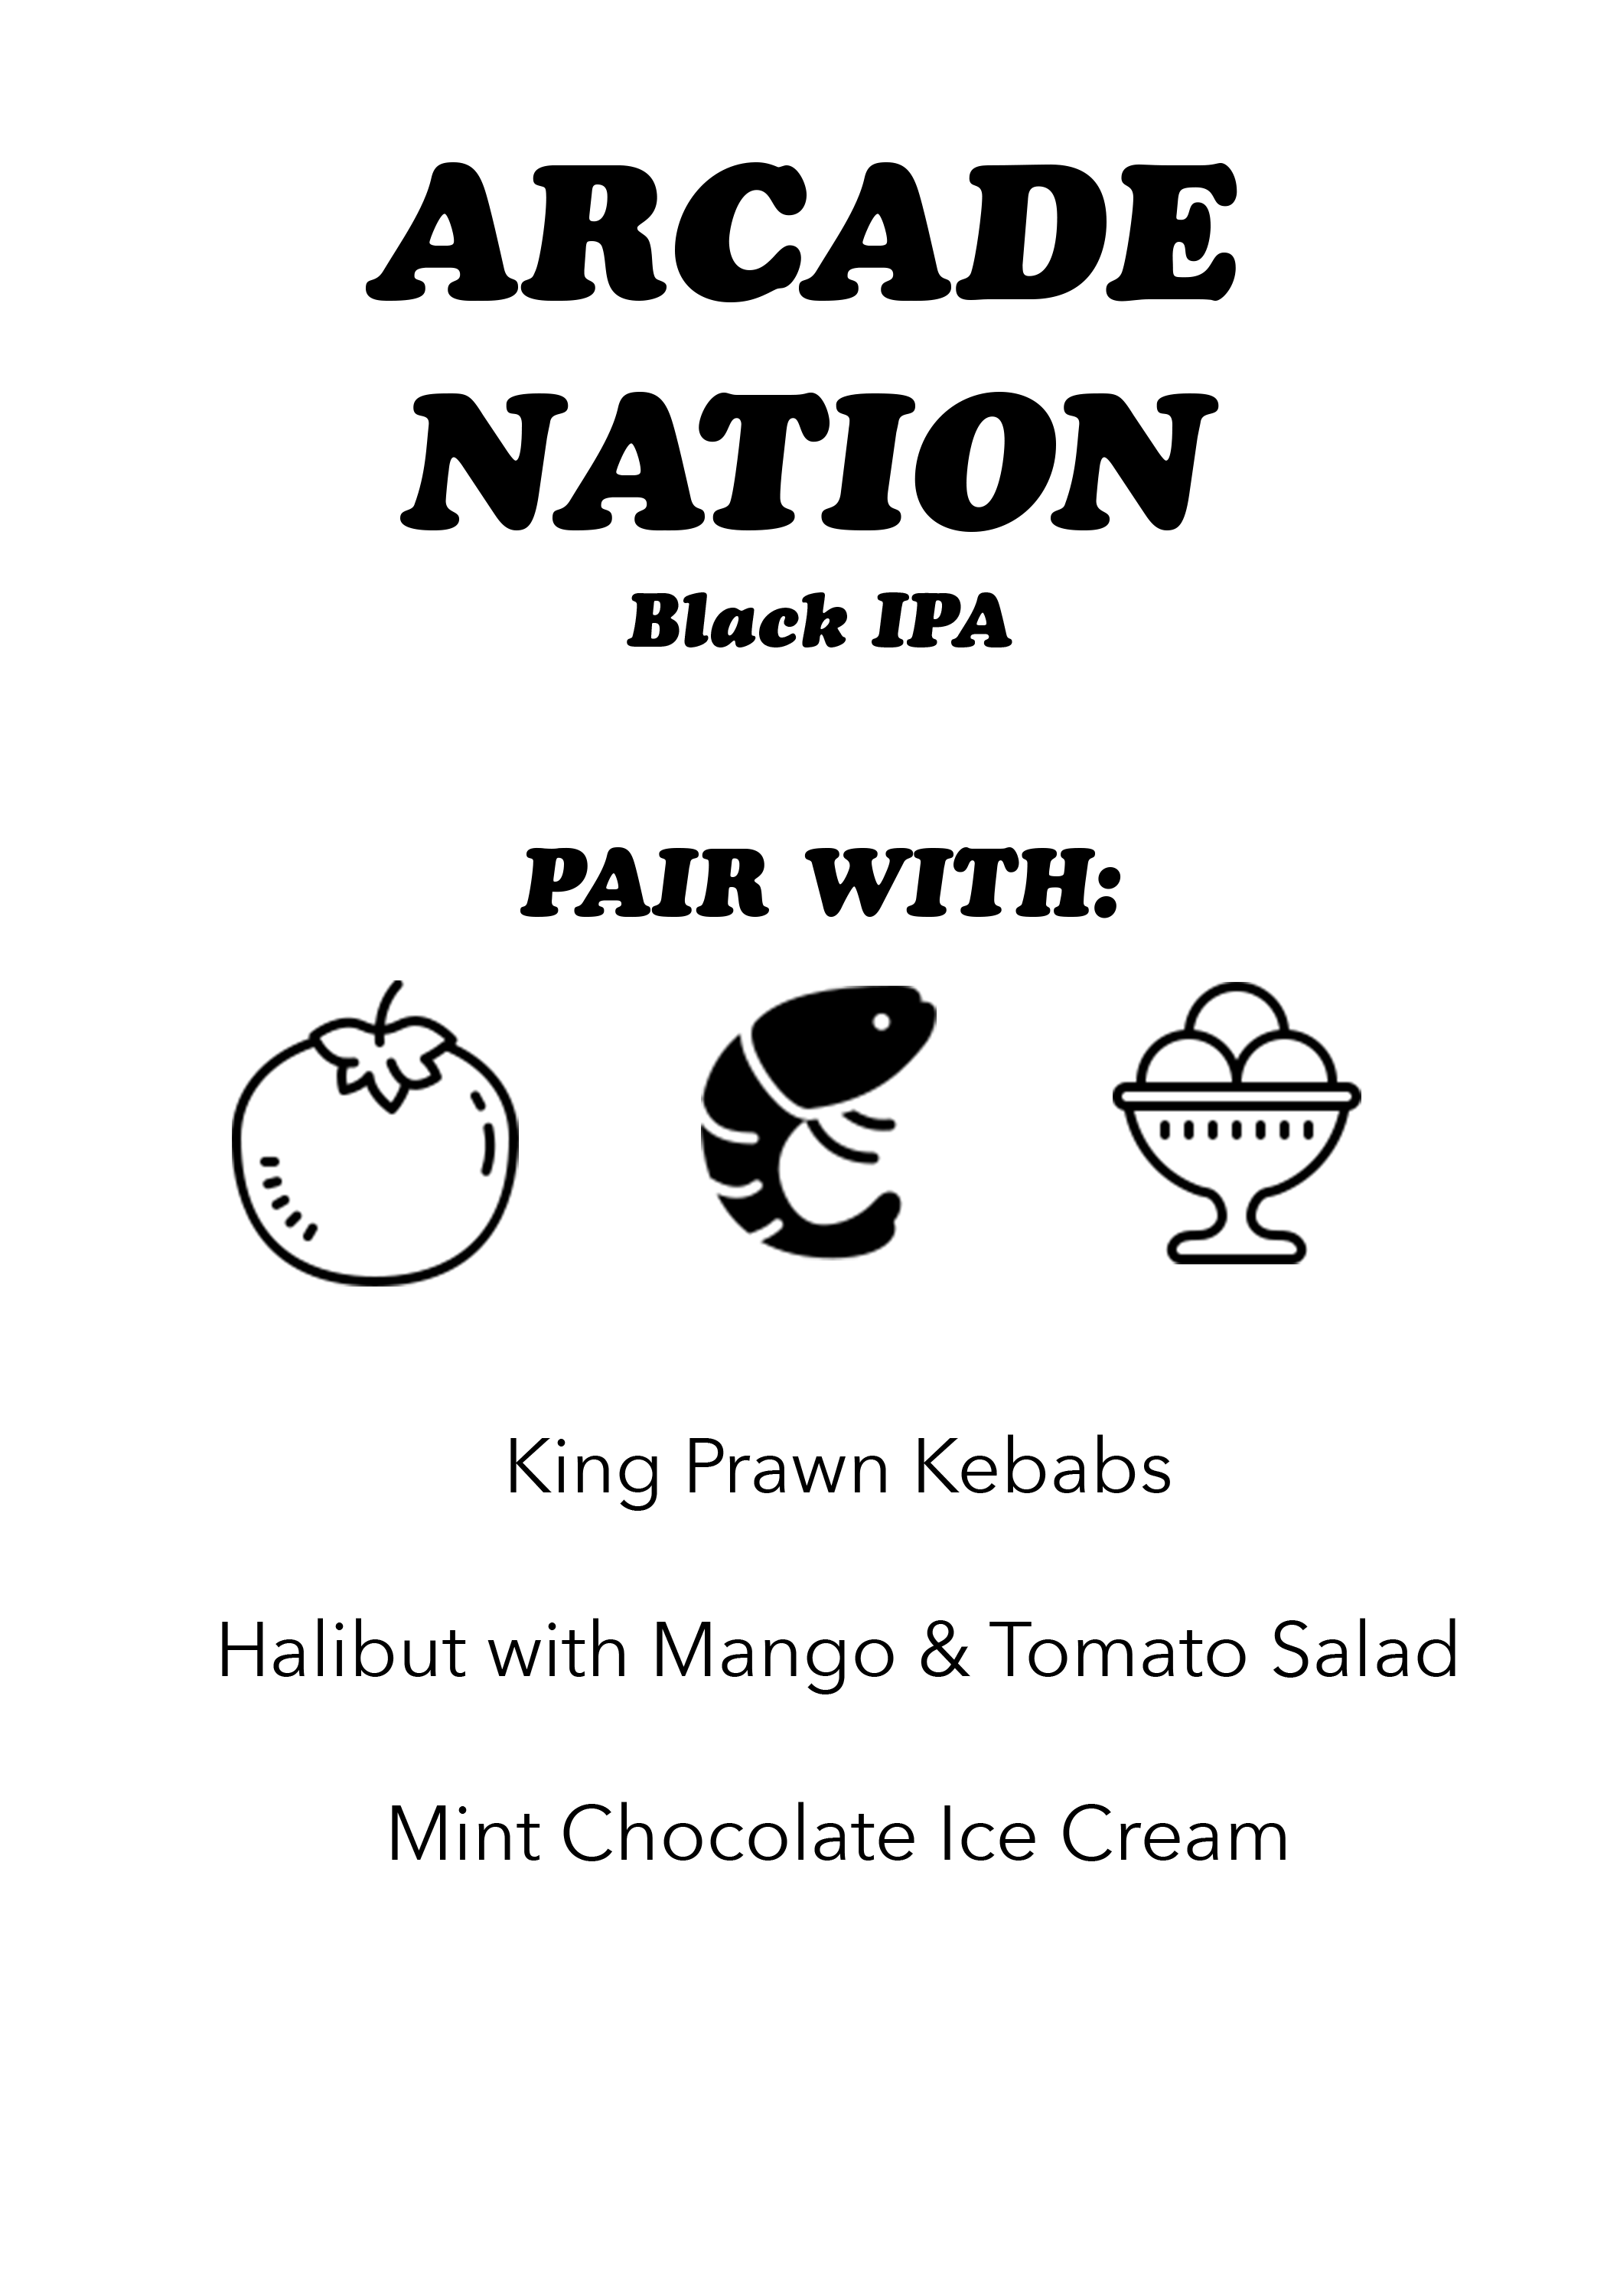 ARCADE
NATION
Black IPA
PAIR WITH:
King Prawn Kebabs
Halibut with Mango & Tomato Salad
Mint Chocolate Ice Cream